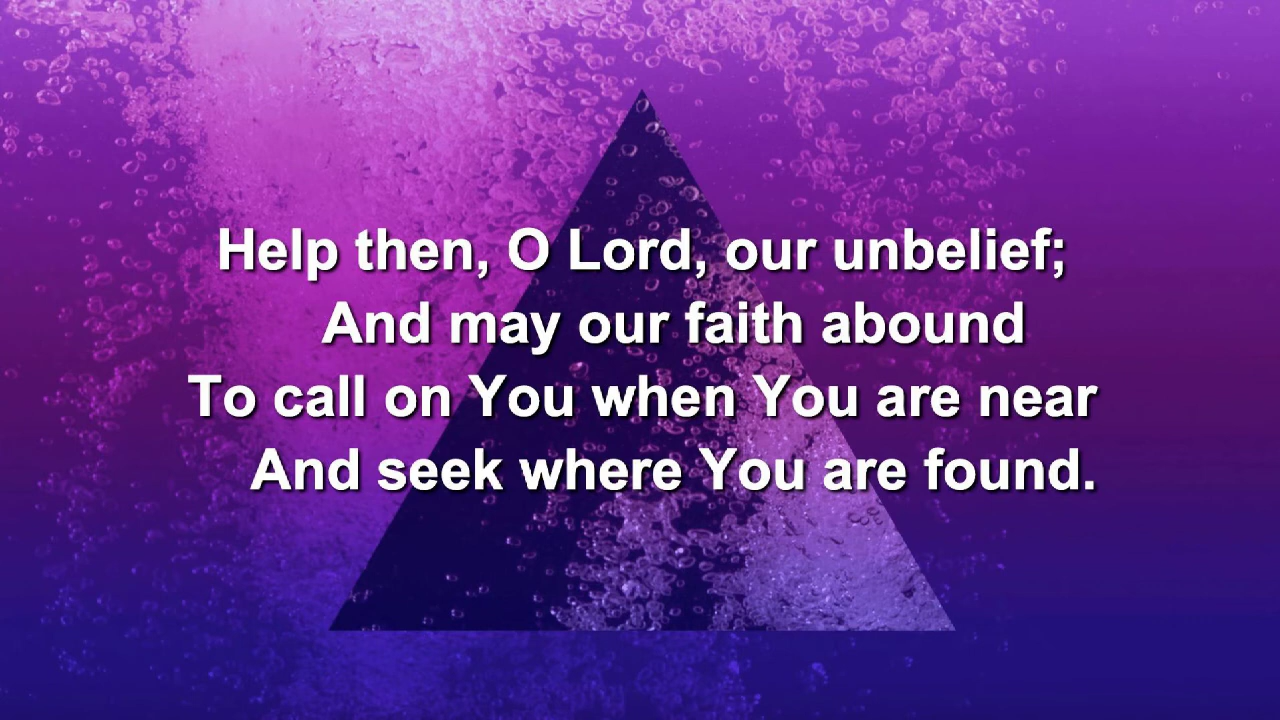 Help then, O Lord, our unbelief;
And may our faith abound
To call on You when You are near
And seek where You are found.